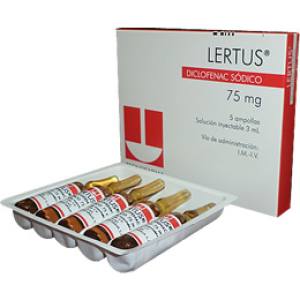 LERTUS®
DICLOFENAC SÓDICO
75 mg
5 ampollas
Solución inyectable 3 mL
Vía de administración:
I.M.-I.V.